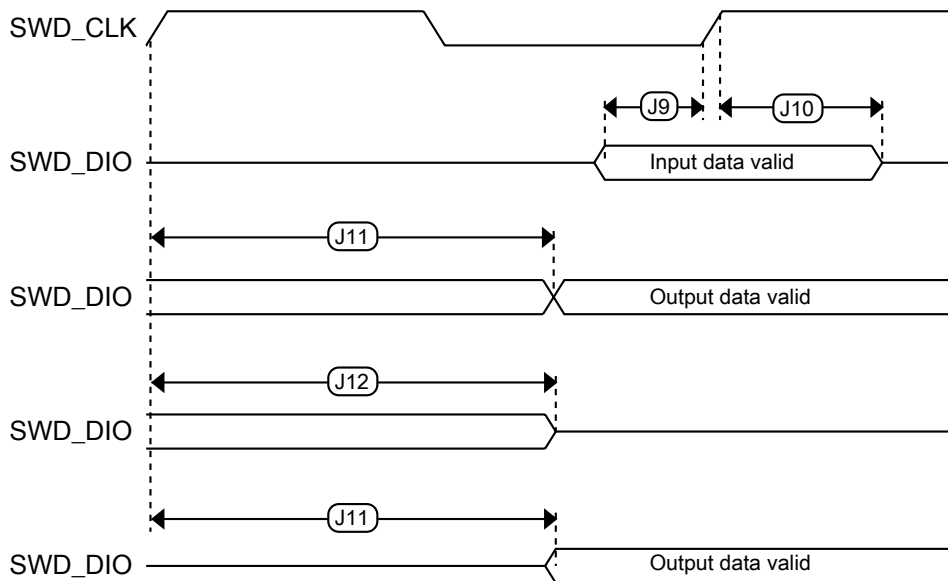 SWD_CLK
J9
J10
SWD_DIO
Input data valid
J11
SWD_DIO
Output data valid
J12
SWD_DIO
J11
SWD_DIO
Output data valid